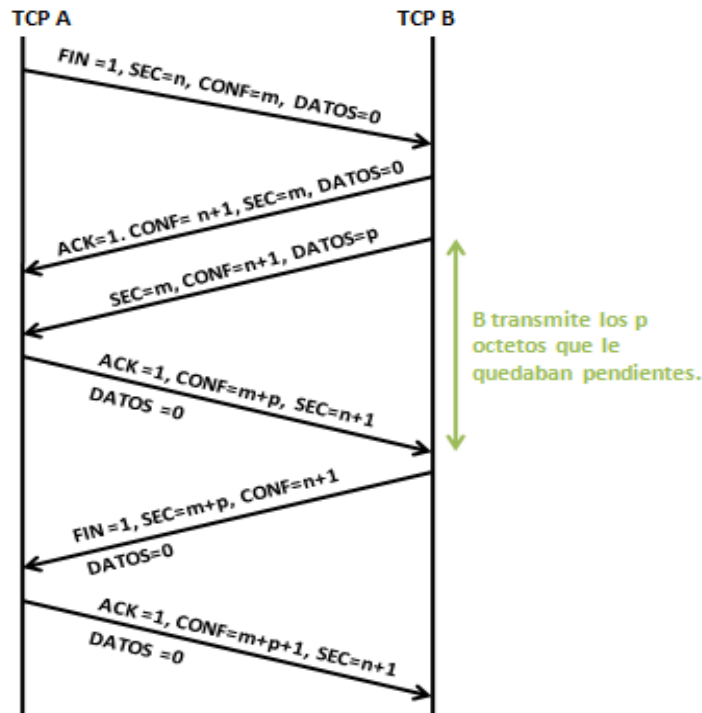 TCP A
TCP B
FIN =1, SEC=n, CONF=m, DATOS=0
ACK=1. CONF= n+1, SEC=m, DATOS=0
SEC=m, CONF=n+1, DATOS=p
B transmite los p
octetos que le
quedaban pendientes.
ACK =1, CONF=m+p, SEC=n+1
DATOS =0
FIN =1, SEC=m+p, CONF=n+1
DATOS=0
ACK =1, CONF=m+p+1, SEC=n+1
DATOS =0